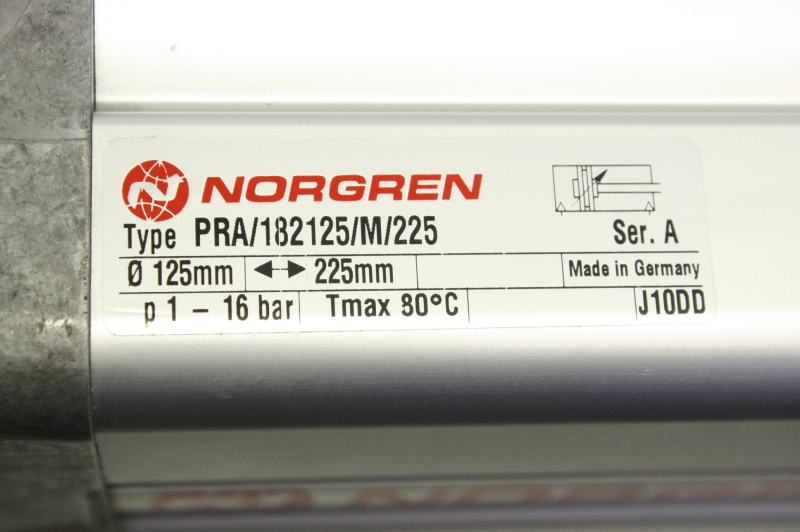 NORGREN
Type PRA/182125/M/225 Ser. A
Ø 125mm 225mm Made in Germany
p 1 – 16 bar Tmax 80°C J10DD